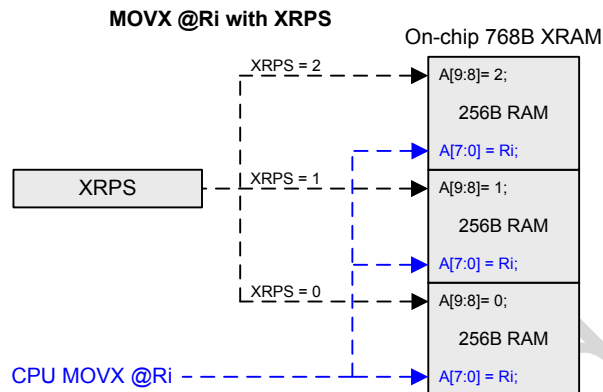 MOVX @Ri with XRPS
On-chip 768B XRAM
XRPS = 2
A[9:8]= 2;
256B RAM
A[7:0] = Ri;
XRPS
XRPS = 1
A[9:8]= 1;
256B RAM
A[7:0] = Ri;
XRPS = 0
A[9:8]= 0;
256B RAM
CPU MOVX @Ri
A[7:0] = Ri;